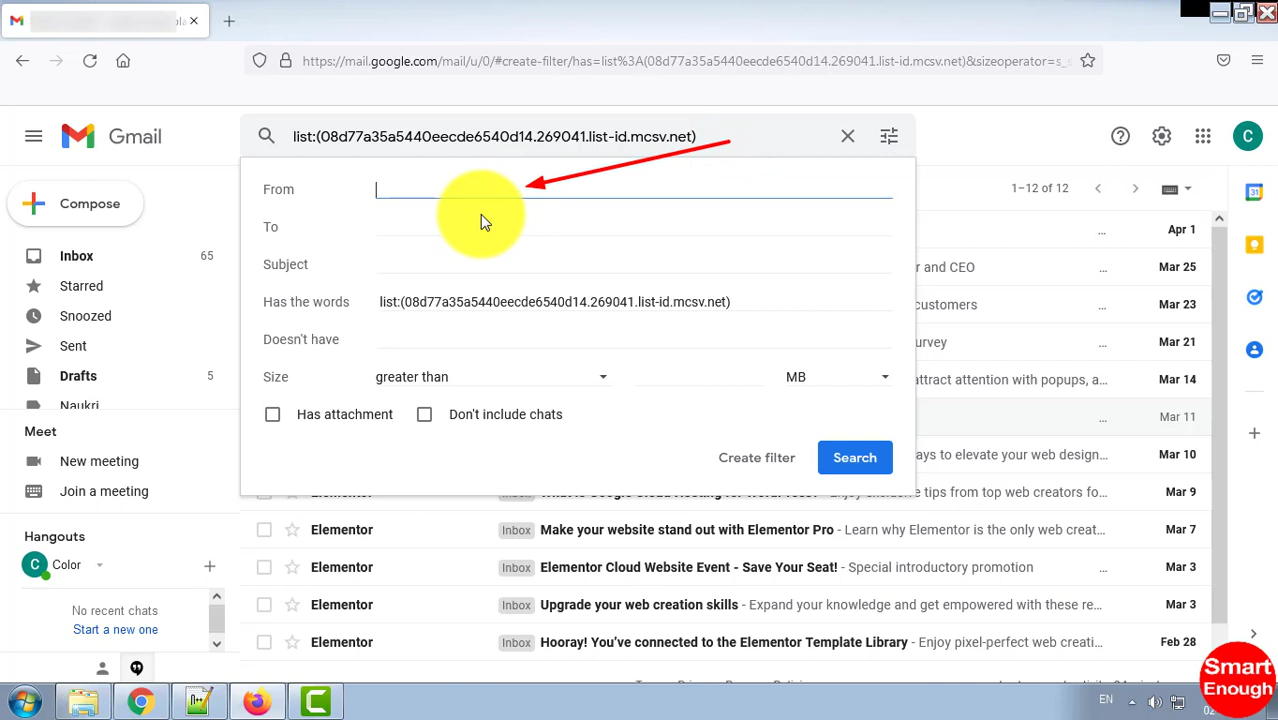 https://mail.google.com/mail/u/0/#create-filter/has=list%3A(08d77a35a5440eecde6540d14.269041.list-id.mcsv.net)&sizeoperator=s_s
Gmail
list:(08d77a35a5440eecde6540d14.269041.list-id.mcsv.net)
C
Compose
From
1–12 of 12
31
To
... Apr 1
Inbox 65
Subject
r and CEO Mar 25
Starred
Has the words list:(08d77a35a5440eecde6540d14.269041.list-id.mcsv.net)
customers Mar 23
Snoozed
Doesn't have
urvey Mar 22
Sent
Size greater than MB
attract attention with popups, a... Mar 14
Drafts 5
Naukri
Has attachment Don't include chats
... Mar 11
Meet
Create filter Search
ays to elevate your web design... Mar 10
New meeting
Join a meeting
tips from top web creators f... Mar 9
Elementor Inbox Make your website stand out with Elementor Pro - Learn why Elementor is the only web creat... Mar 7
Hangouts
C Color
Elementor Inbox Elementor Cloud Website Event - Save Your Seat! - Special introductory promotion ... Mar 3
No recent chats
Elementor Inbox Upgrade your web creation skills - Expand your knowledge and get empowered with these re... Mar 3
Start a new one
Elementor Inbox Hooray! You've connected to the Elementor Template Library - Enjoy pixel-perfect web creati... Feb 28
Smart
Enough
EN